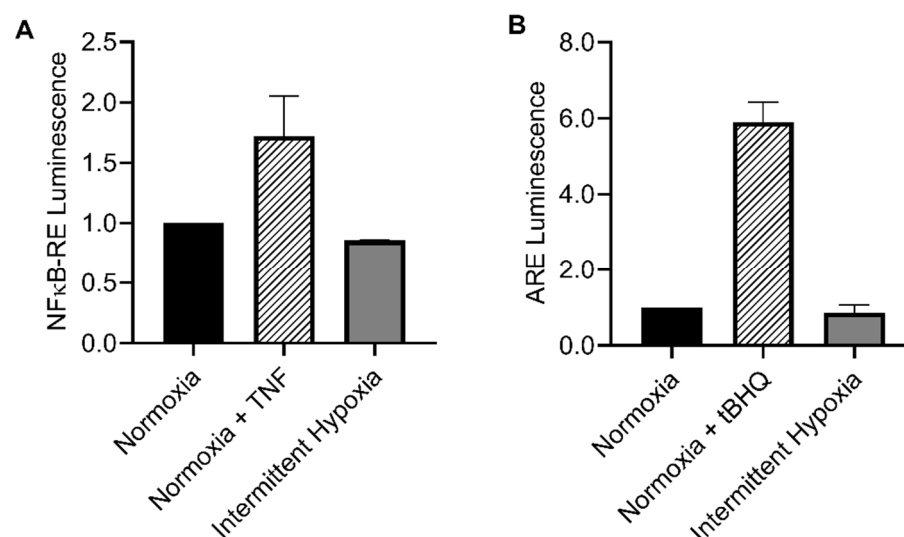 A
NFκB-RE Luminescence
2.5
2.0
1.5
1.0
0.5
0.0
Normoxia
Normoxia + TNF
Intermittent Hypoxia
B
ARE Luminescence
8.0
6.0
4.0
2.0
0.0
Normoxia
Normoxia + tBHQ
Intermittent Hypoxia